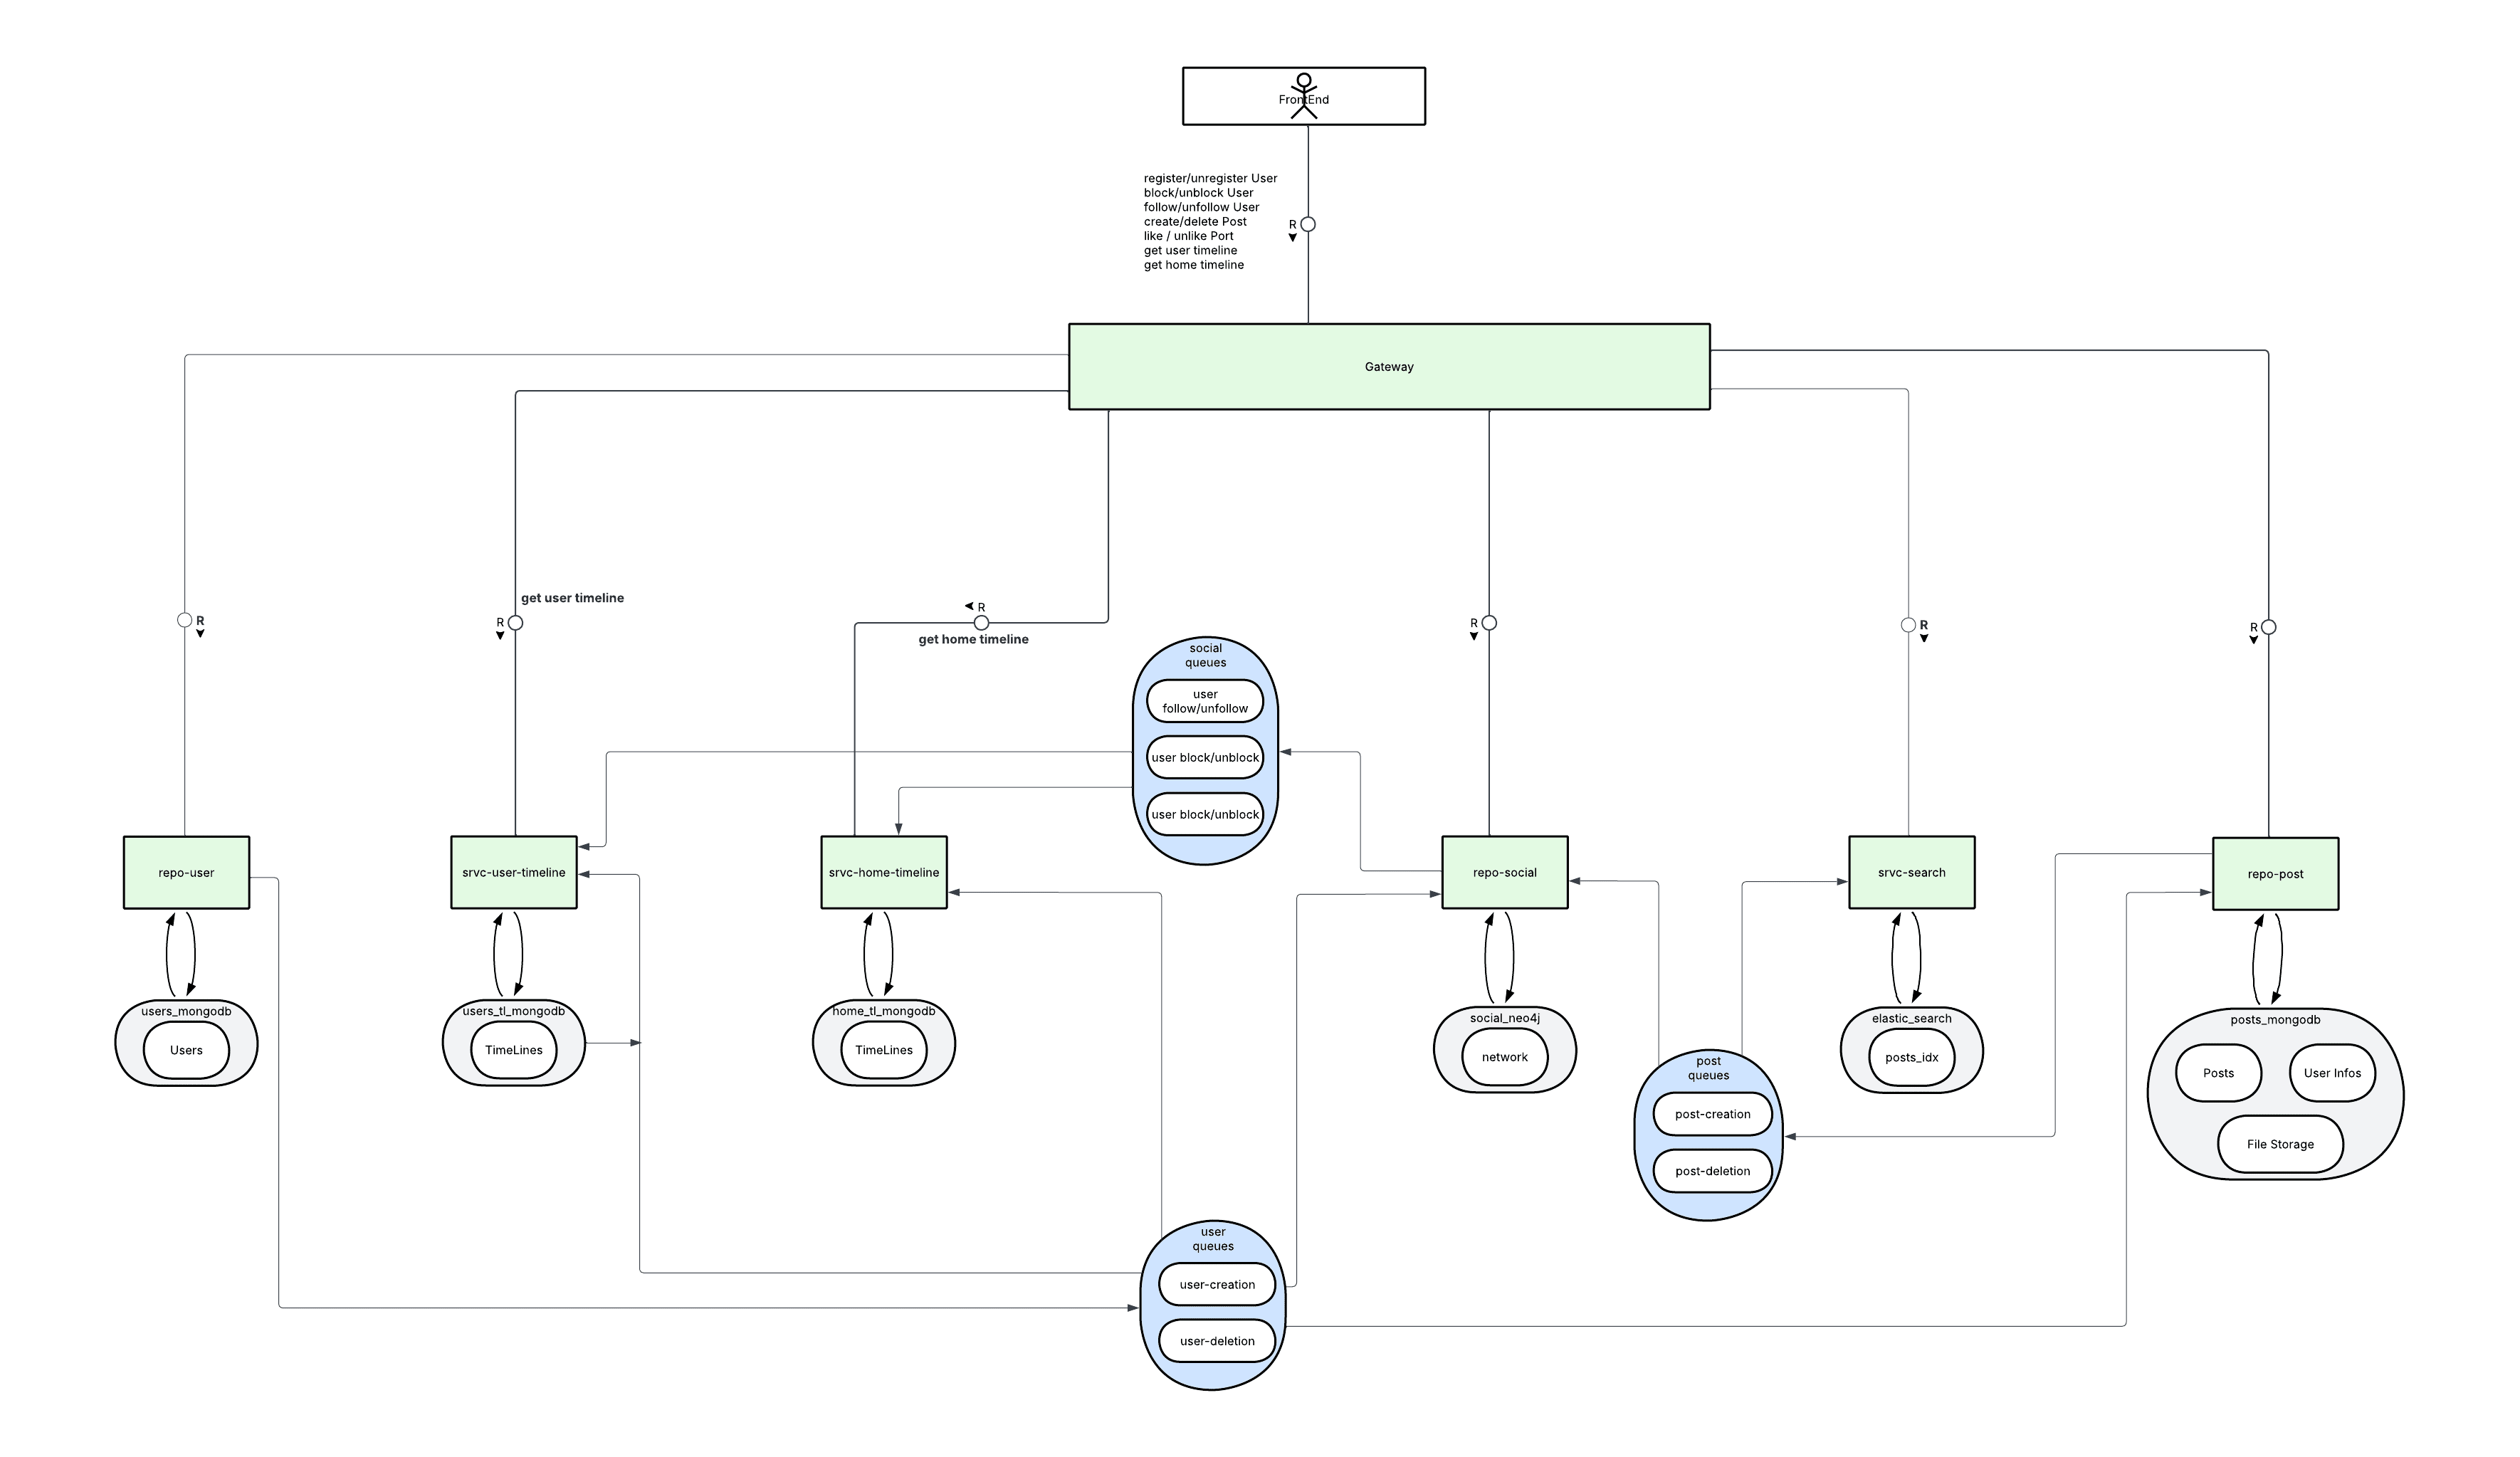 FrontEnd
register/unregister User
block/unblock User
follow/unfollow User
create/delete Post
like / unlike Port
get user timeline
get home timeline
R
Gateway
get user timeline
R
R
R
get home timeline
R
R
R
social
queues
user
follow/unfollow
user block/unblock
user block/unblock
repo-user
srvc-user-timeline
srvc-home-timeline
repo-social
srvc-search
repo-post
users_mongodb
Users
users_tl_mongodb
TimeLines
home_tl_mongodb
TimeLines
social_neo4j
network
elastic_search
posts_idx
posts_mongodb
Posts
User Infos
File Storage
post
queues
post-creation
post-deletion
user
queues
user-creation
user-deletion